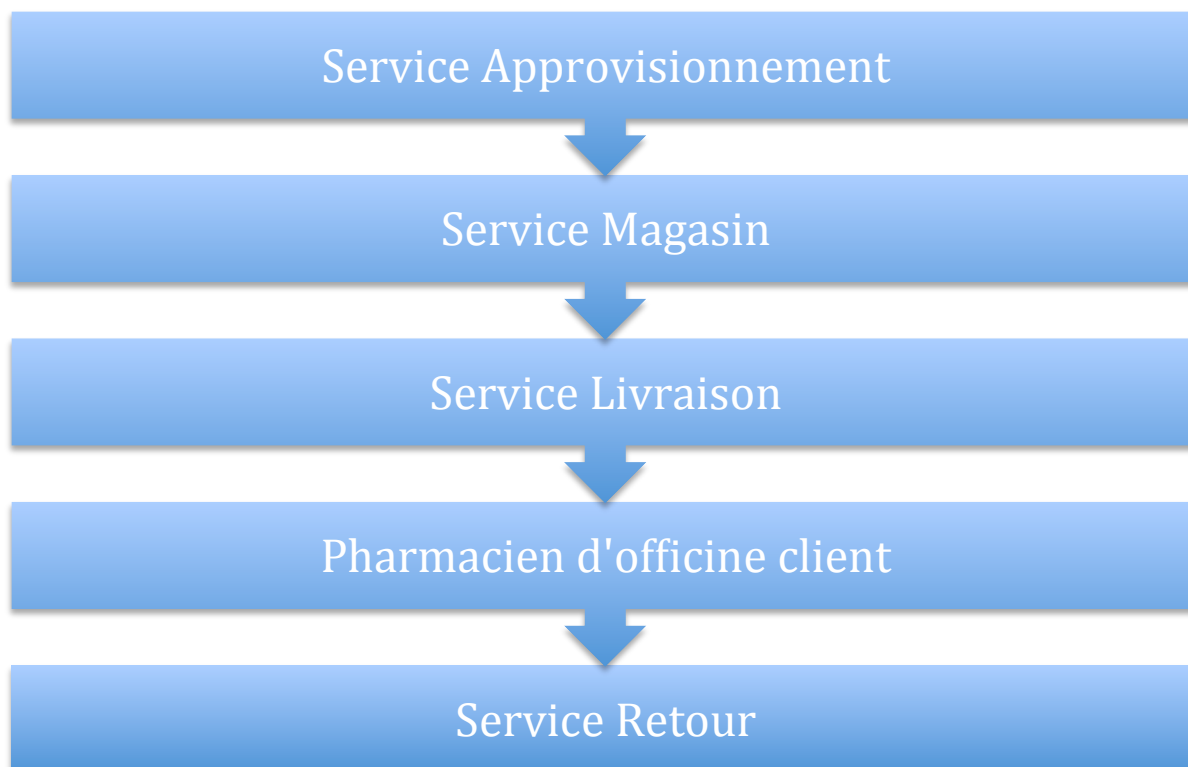 Service Approvisionnement
Service Magasin
Service Livraison
Pharmacien d'officine client
Service Retour